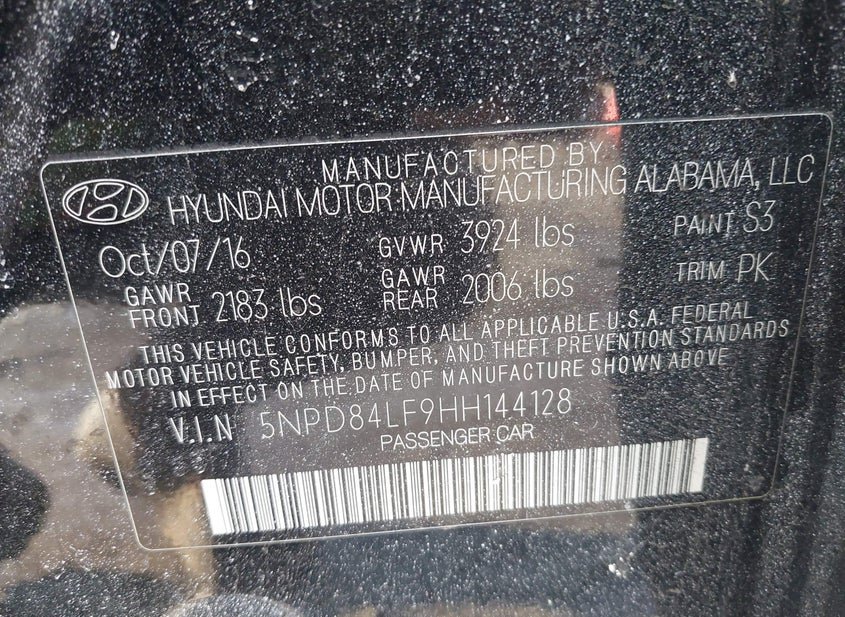 MANUFACTURED BY
HYUNDAI MOTOR MANUFACTURING ALABAMA, LLC
Oct/07/16 GVWR 3924 lbs PAINT S3
GAWR FRONT 2183 lbs GAWR REAR 2006 lbs TRIM PK
THIS VEHICLE CONFORMS TO ALL APPLICABLE U.S.A. FEDERAL
MOTOR VEHICLE SAFETY, BUMPER, AND THEFT PREVENTION STANDARDS
IN EFFECT ON THE DATE OF MANUFACTURE SHOWN ABOVE
V.I.N 5NPD84LF9HH144128
PASSENGER CAR